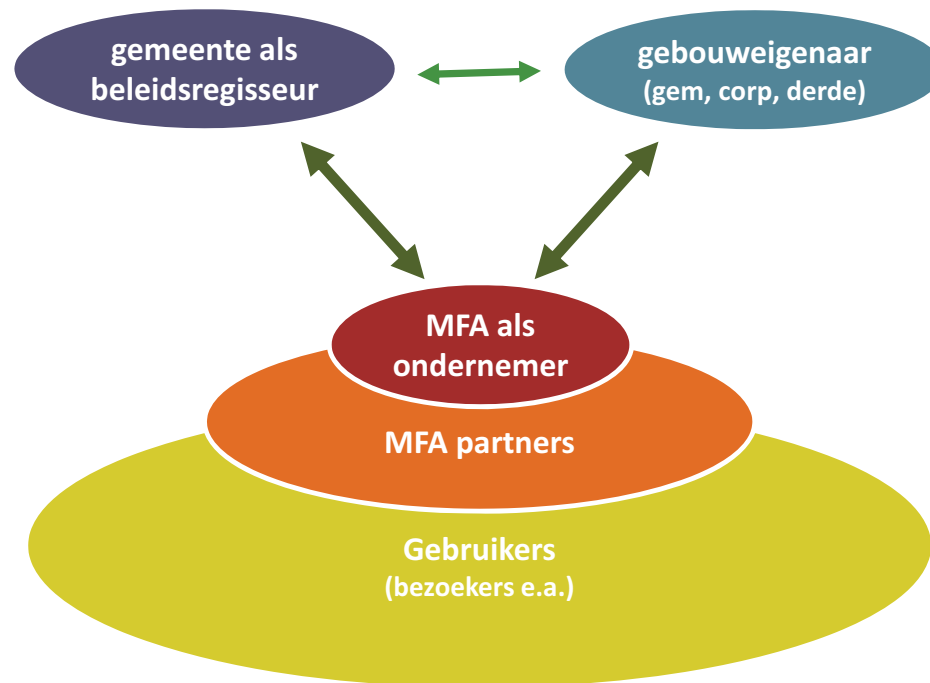 gemeente als
beleidsregisseur
gebouweigenaar
(gem, corp, derde)
MFA als
ondernemer
MFA partners
Gebruikers
(bezoekers e.a.)